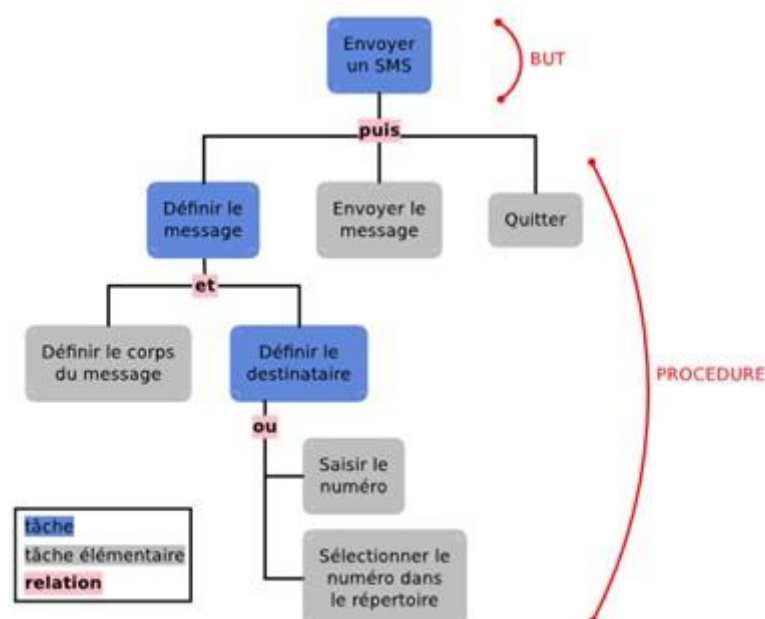 Envoyer
un SMS
BUT
puis
Définir le
message
Envoyer le
message
Quitter
et
Définir le corps
du message
Définir le
destinataire
PROCEDURE
ou
Saisir le
numéro
Sélectionner le
numéro dans
le répertoire
tâche
tâche élémentaire
relation